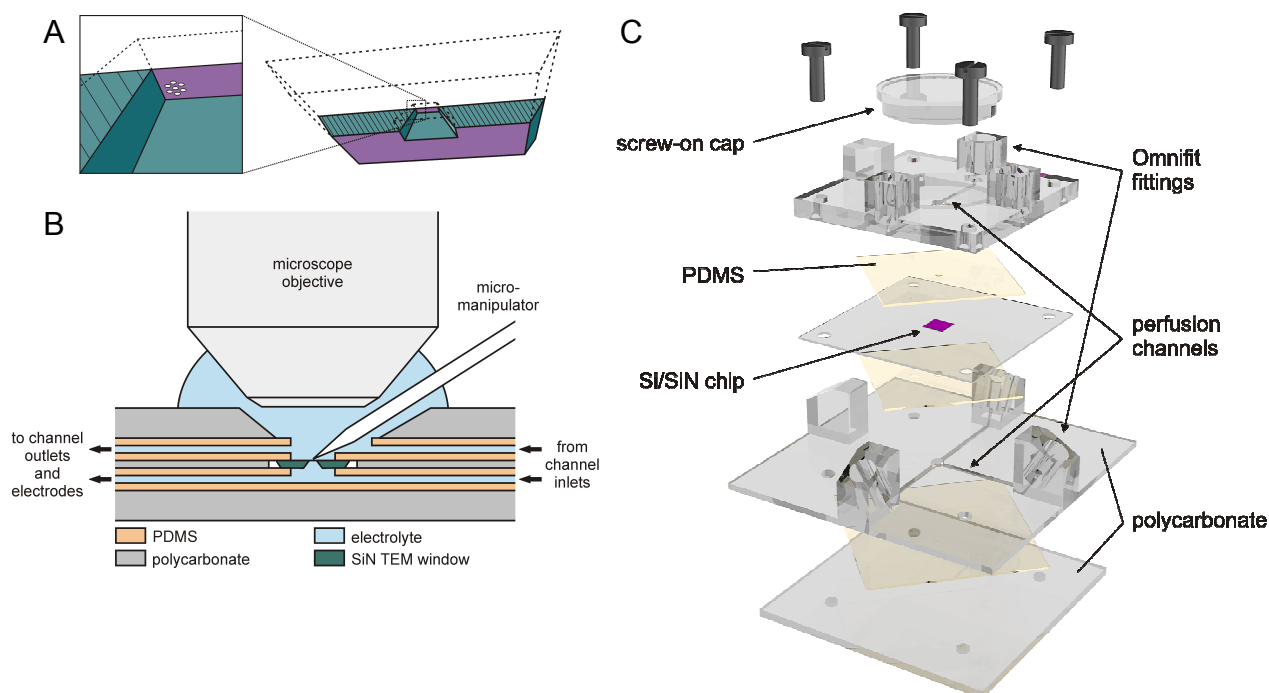 A
B
microscope
objective
micro-
manipulator
to channel
outlets
and
electrodes
from
channel
inlets
PDMS
electrolyte
polycarbonate
SiN TEM window
C
screw-on cap
Omnifit
fittings
PDMS
perfusion
channels
SI/SIN chip
polycarbonate